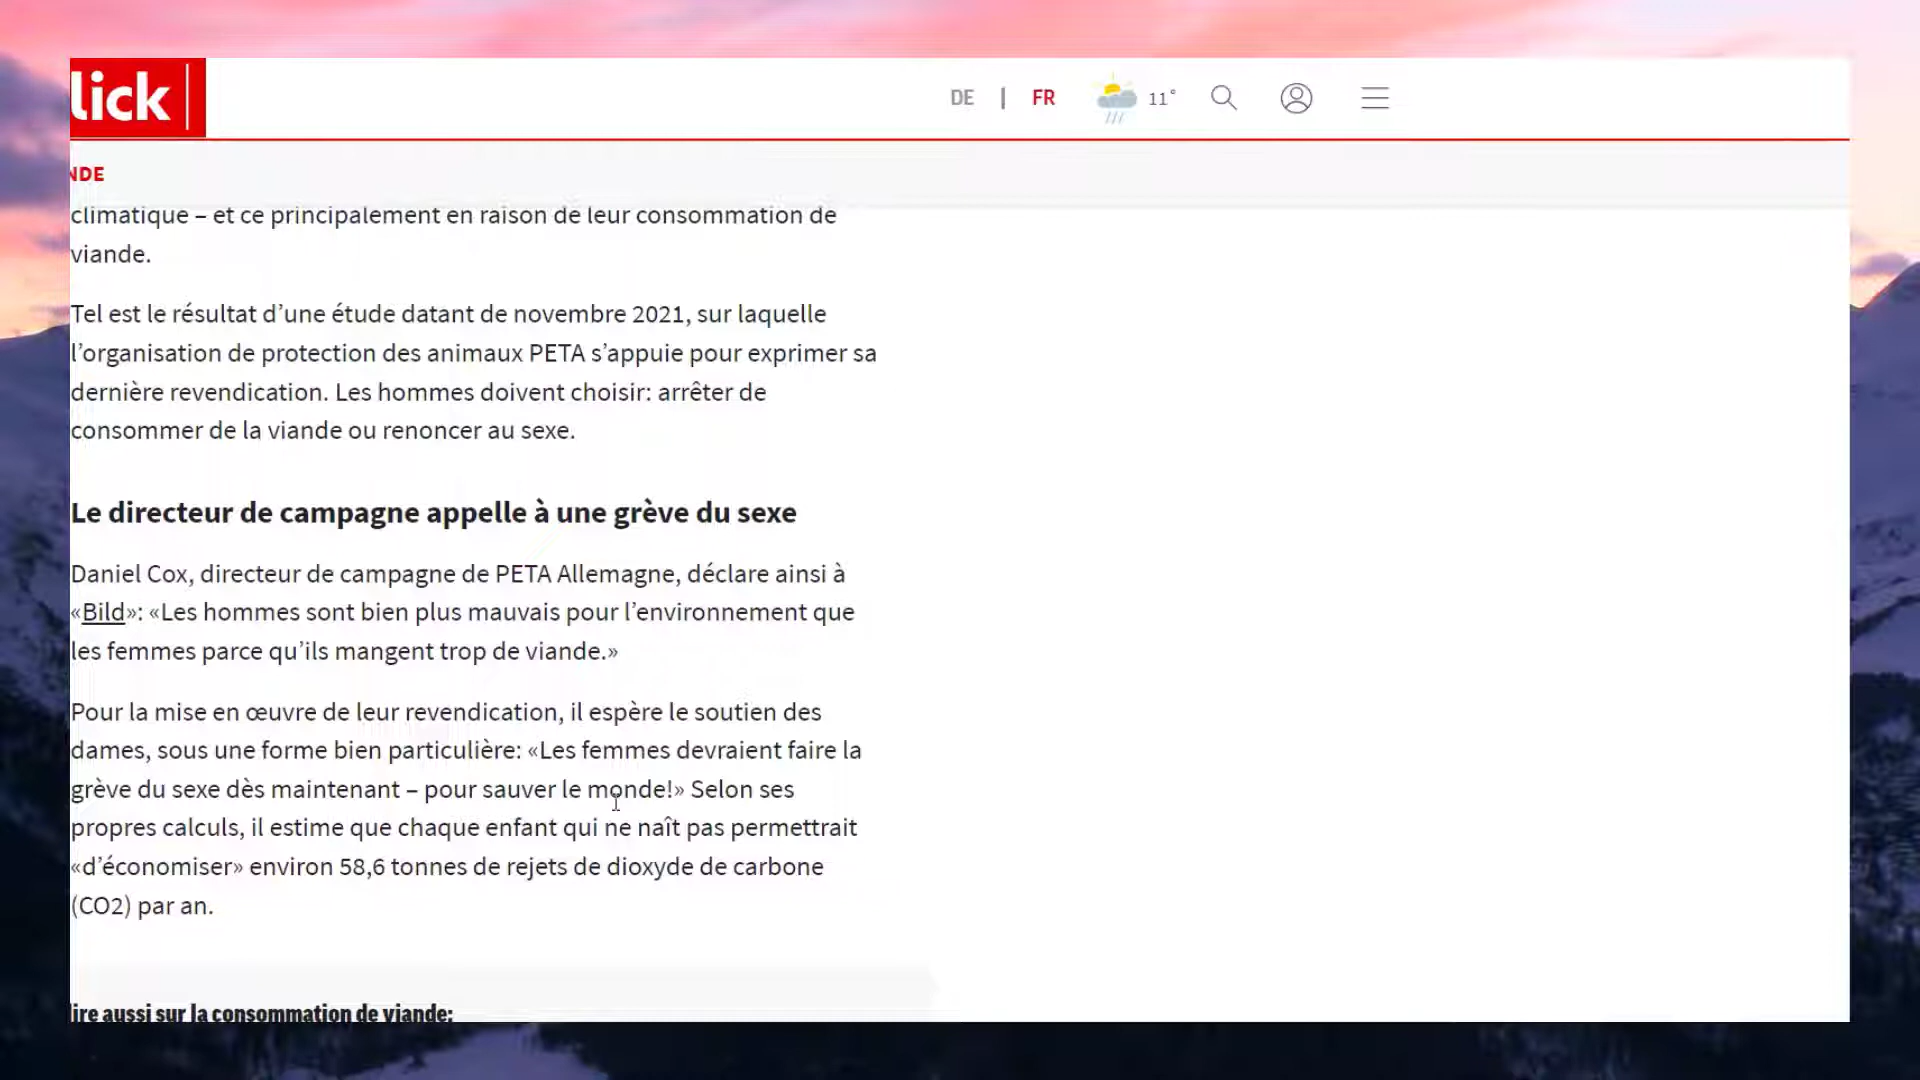 lick
DE | FR 11°
NDE
climatique – et ce principalement en raison de leur consommation de
viande.
Tel est le résultat d’une étude datant de novembre 2021, sur laquelle
l’organisation de protection des animaux PETA s’appuie pour exprimer sa
dernière revendication. Les hommes doivent choisir: arrêter de
consommer de la viande ou renoncer au sexe.
Le directeur de campagne appelle à une grève du sexe
Daniel Cox, directeur de campagne de PETA Allemagne, déclare ainsi à
«Bild»: «Les hommes sont bien plus mauvais pour l’environnement que
les femmes parce qu’ils mangent trop de viande.»
Pour la mise en œuvre de leur revendication, il espère le soutien des
dames, sous une forme bien particulière: «Les femmes devraient faire la
grève du sexe dès maintenant – pour sauver le monde!» Selon ses
propres calculs, il estime que chaque enfant qui ne naît pas permettrait
«d’économiser» environ 58,6 tonnes de rejets de dioxyde de carbone
(CO2) par an.
lire aussi sur la consommation de viande: